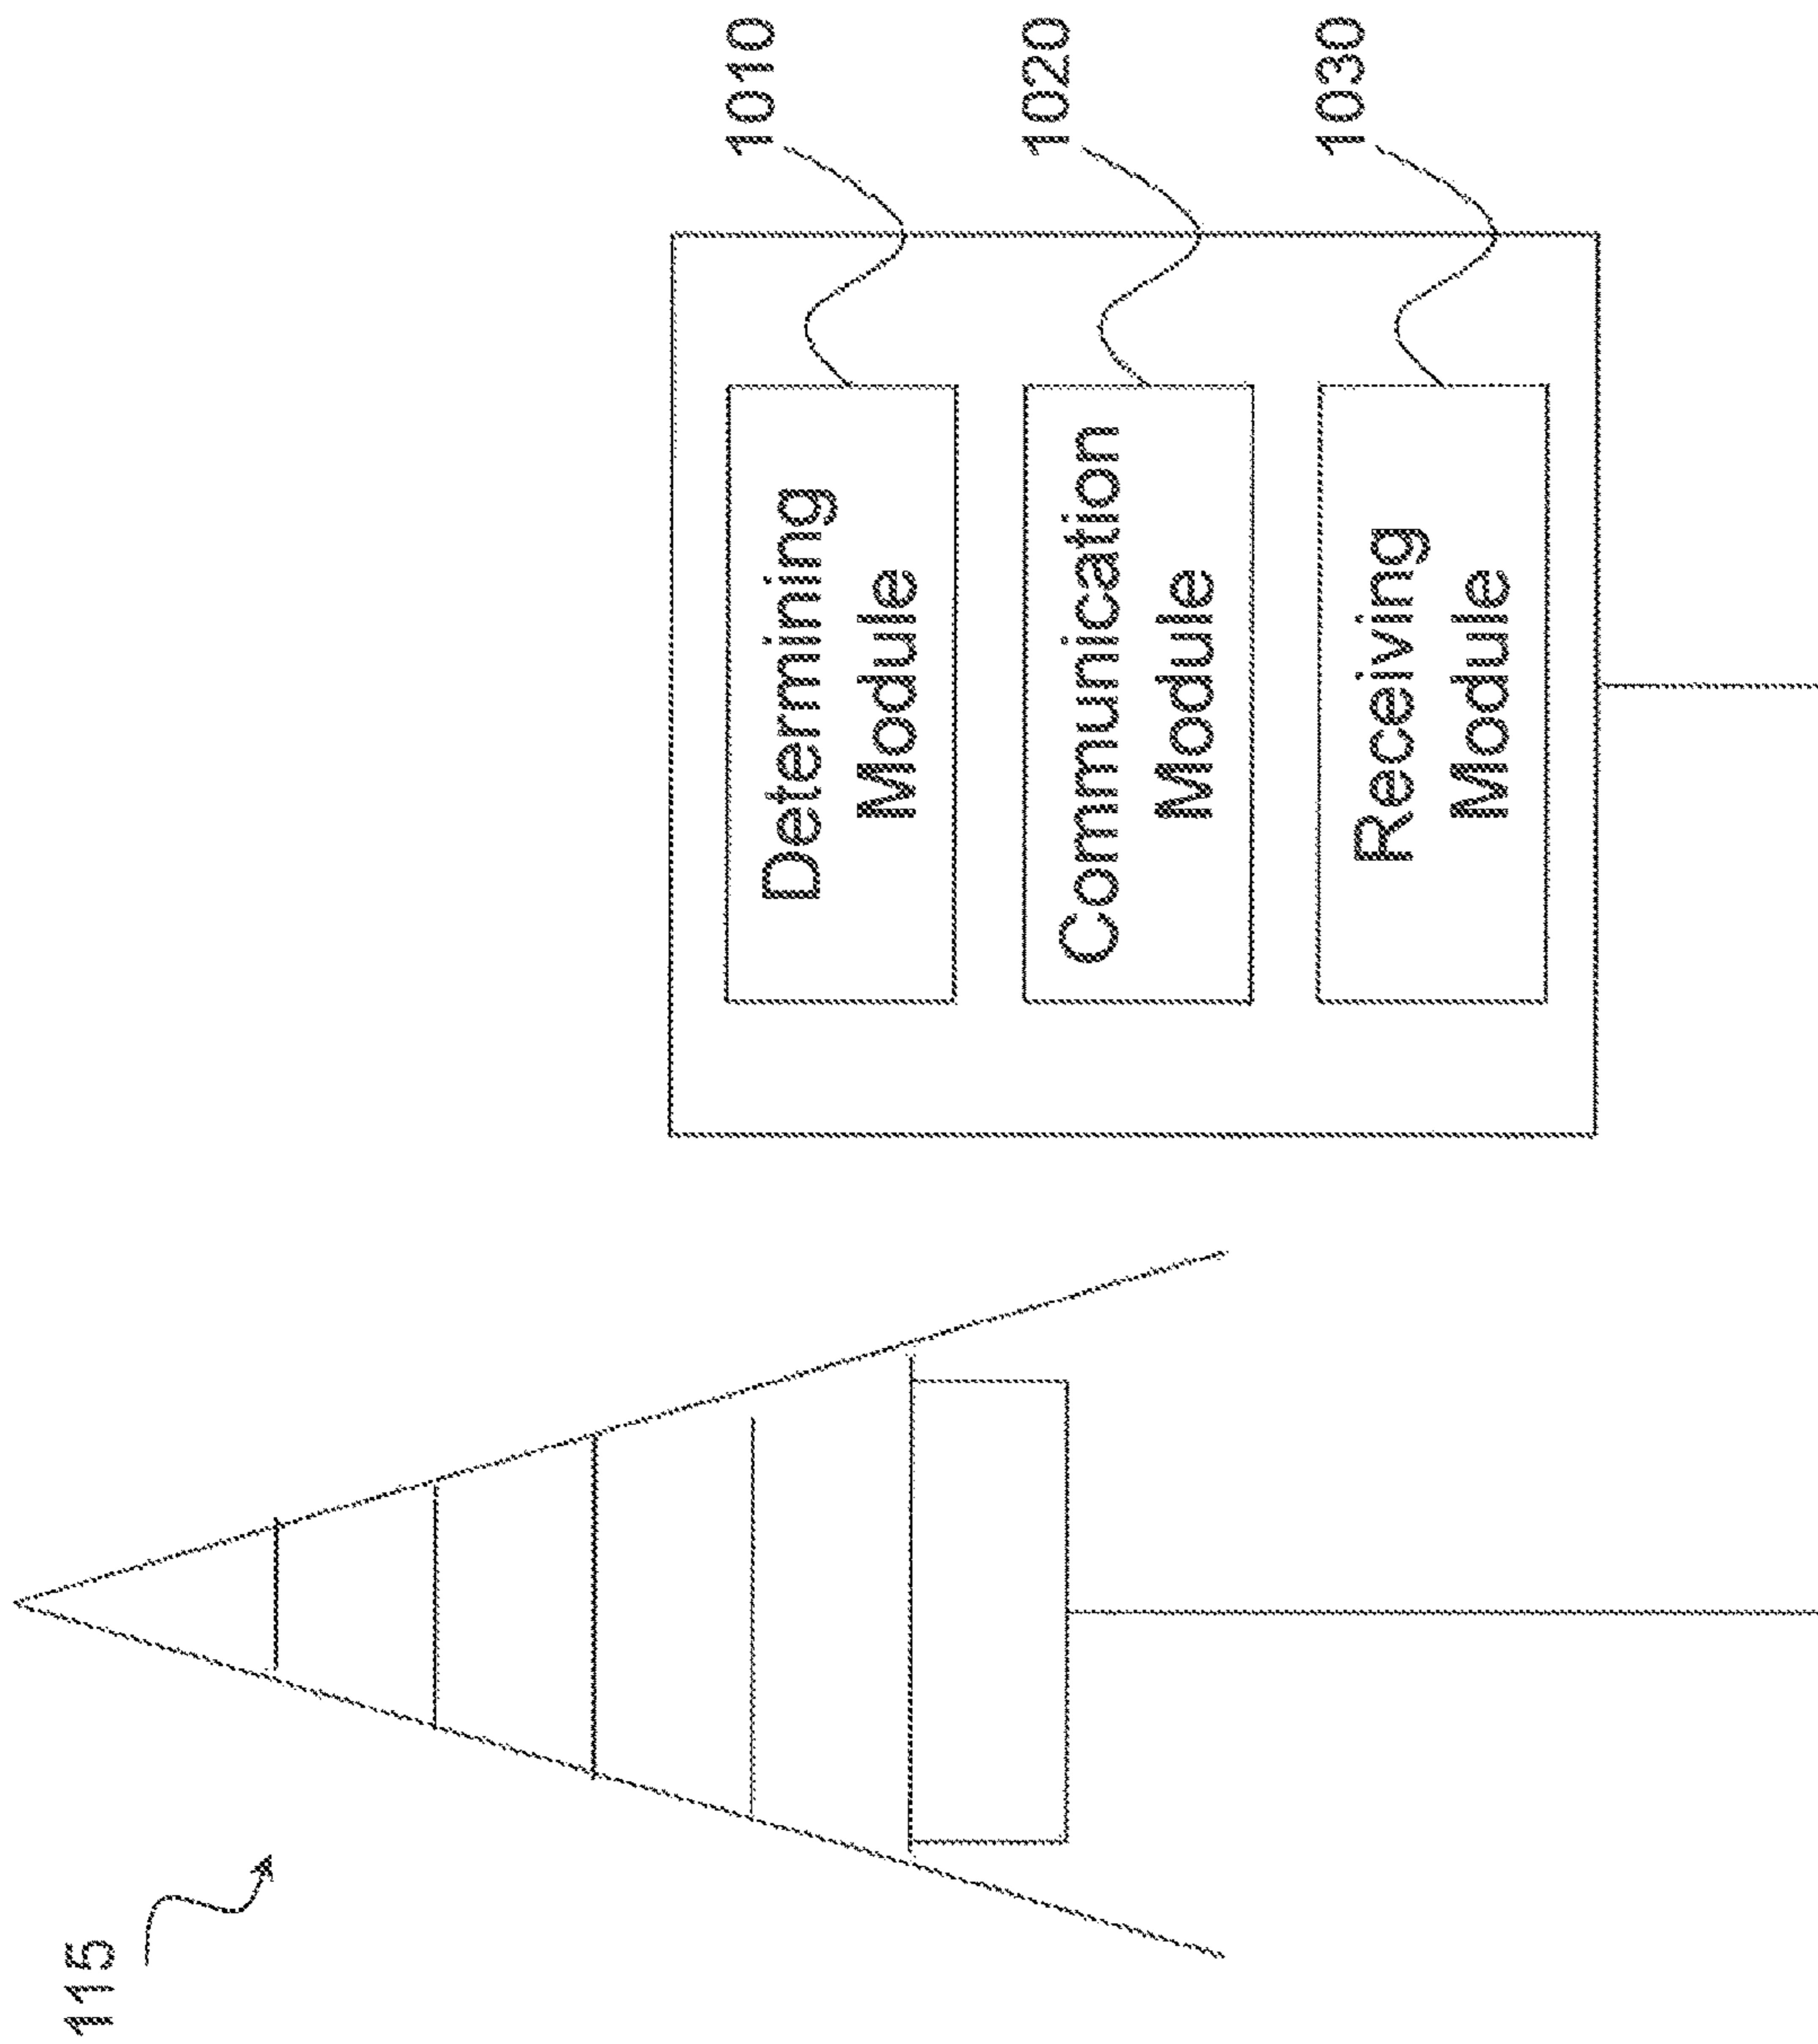 115
Determining
Module
1010
Communication
Module
1020
Receiving
Module
1030